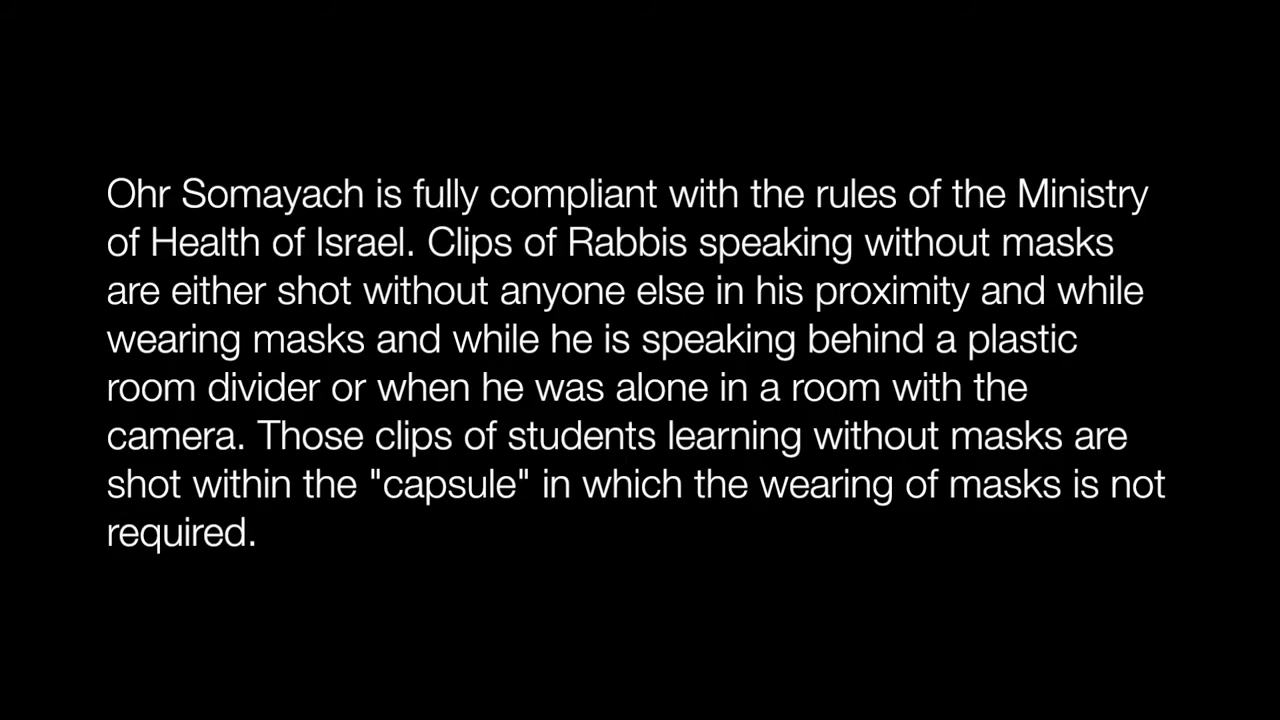 Ohr Somayach is fully compliant with the rules of the Ministry
of Health of Israel. Clips of Rabbis speaking without masks
are either shot without anyone else in his proximity and while
wearing masks and while he is speaking behind a plastic
room divider or when he was alone in a room with the
camera. Those clips of students learning without masks are
shot within the "capsule" in which the wearing of masks is not
required.